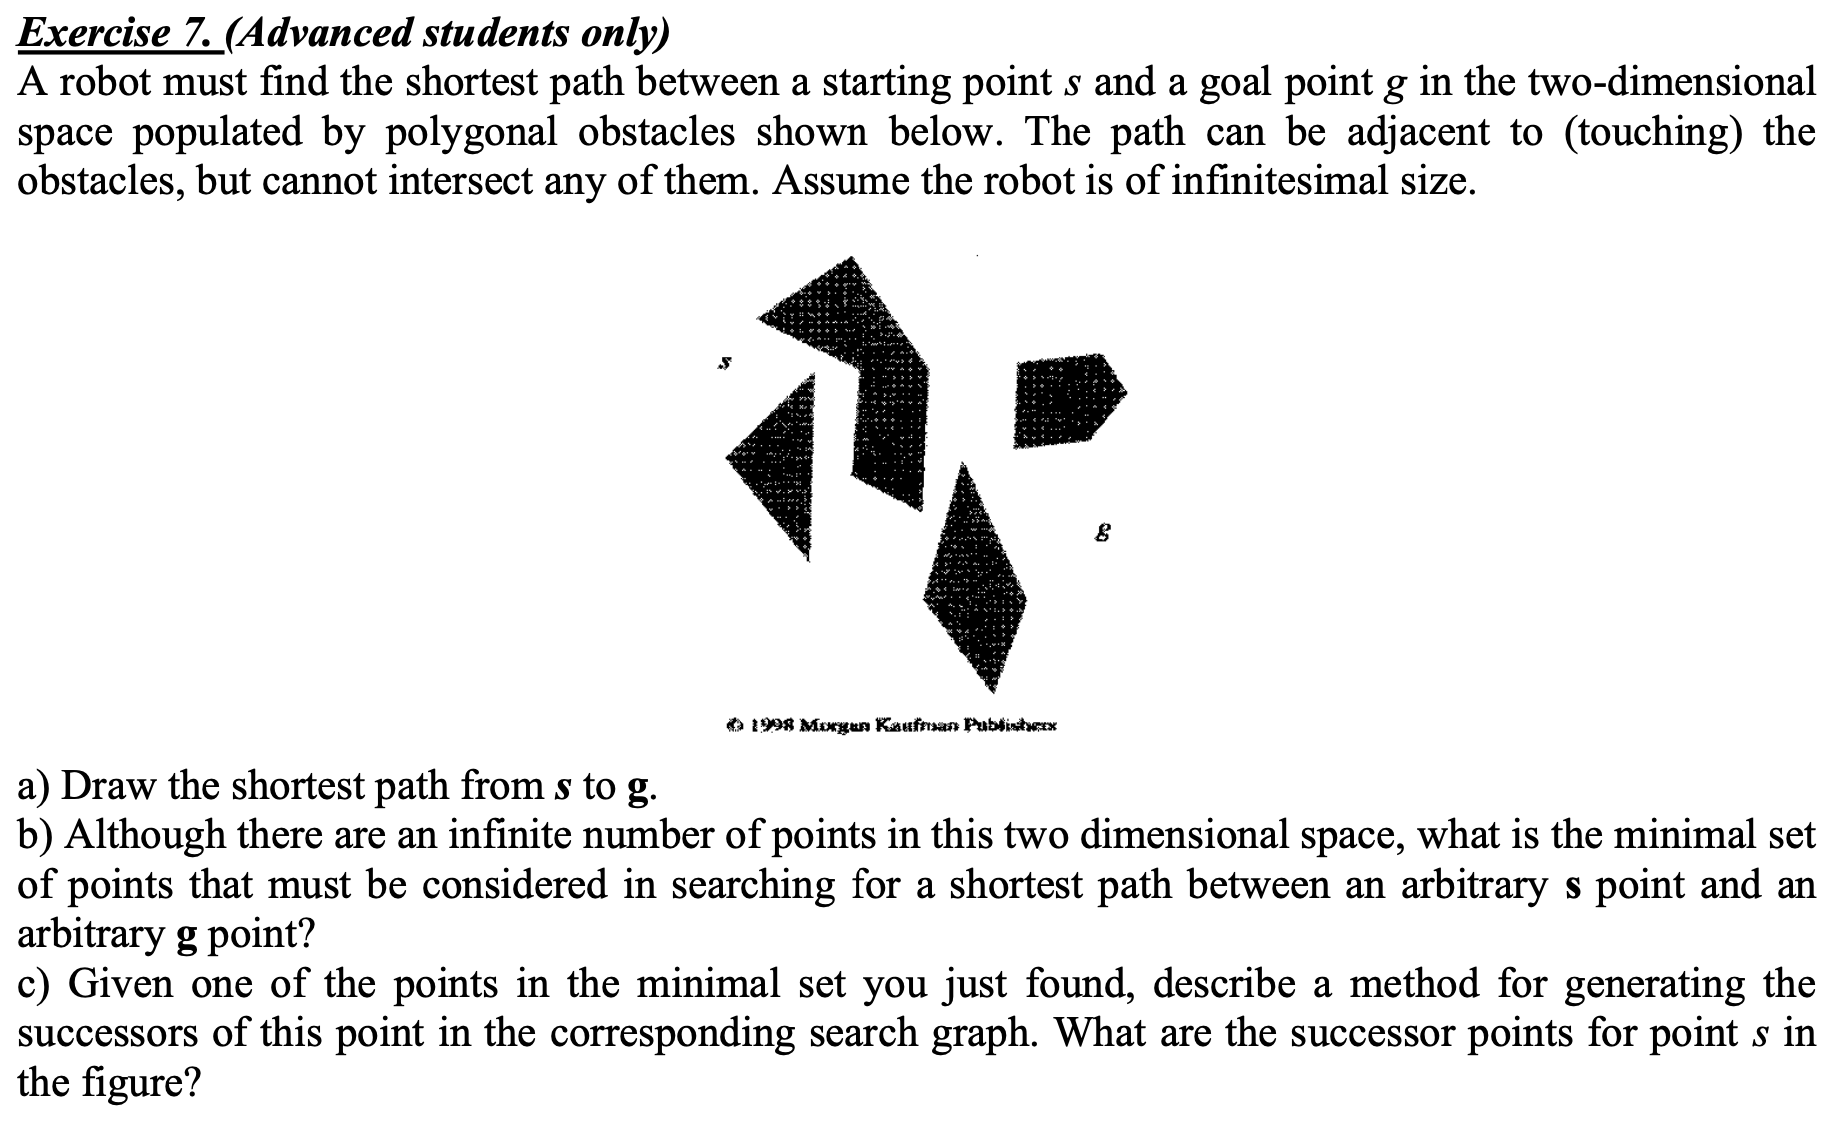 Exercise 7. (Advanced students only)
A robot must find the shortest path between a starting point s and a goal point g in the two-dimensional
space populated by polygonal obstacles shown below. The path can be adjacent to (touching) the
obstacles, but cannot intersect any of them. Assume the robot is of infinitesimal size.
s
g
© 1998 Morgan Kaufman Publishers
a) Draw the shortest path from s to g.
b) Although there are an infinite number of points in this two dimensional space, what is the minimal set
of points that must be considered in searching for a shortest path between an arbitrary s point and an
arbitrary g point?
c) Given one of the points in the minimal set you just found, describe a method for generating the
successors of this point in the corresponding search graph. What are the successor points for point s in
the figure?